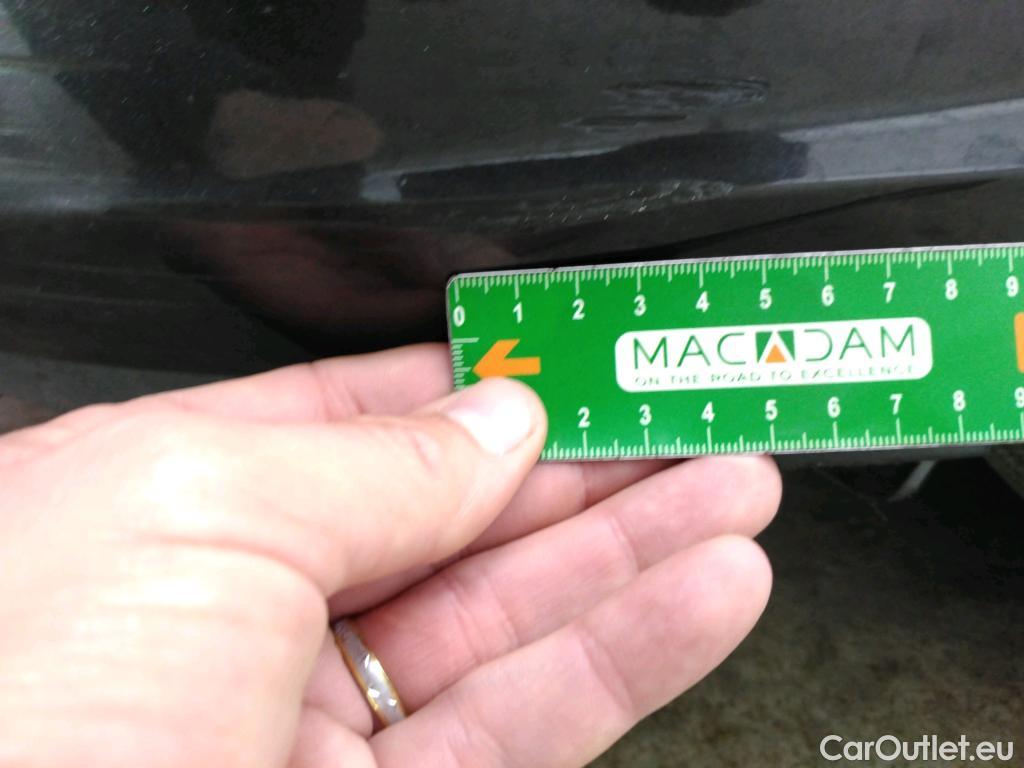 0 1 2 3 4 5 6 7 8 9
MACADAM
ON THE ROAD TO EXCELLENCE
2 3 4 5 6 7 8 9
CarOutlet.eu